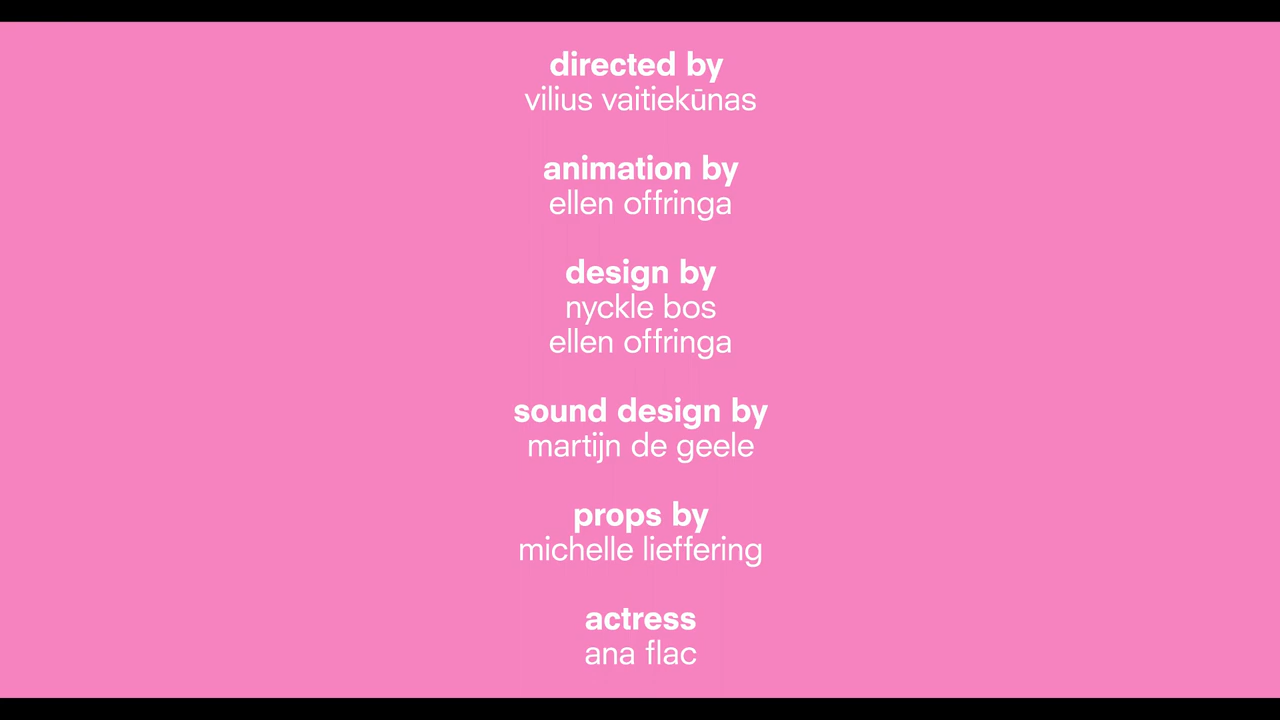 directed by
vilius vaitiekūnas
animation by
ellen offringa
design by
nyckle bos
ellen offringa
sound design by
martijn de geele
props by
michelle lieffering
actress
ana flac